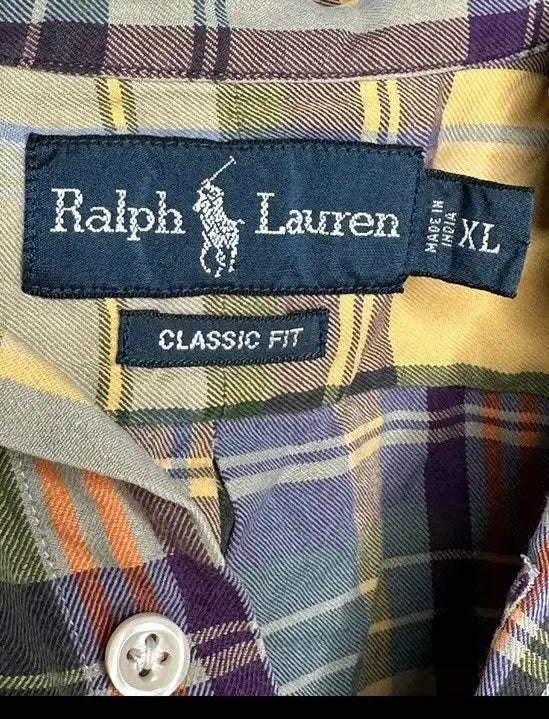 Ralph Lauren
MADE IN
INDIA
XL
CLASSIC FIT